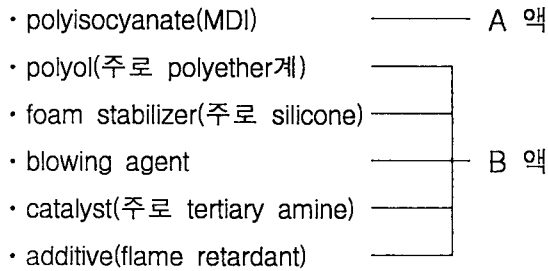 · polyisocyanate(MDI) A 액
· polyol(주로 polyether계)
· foam stabilizer(주로 silicone)
· blowing agent B 액
· catalyst(주로 tertiary amine)
· additive(flame retardant)